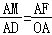 AM/AD = AF/OA